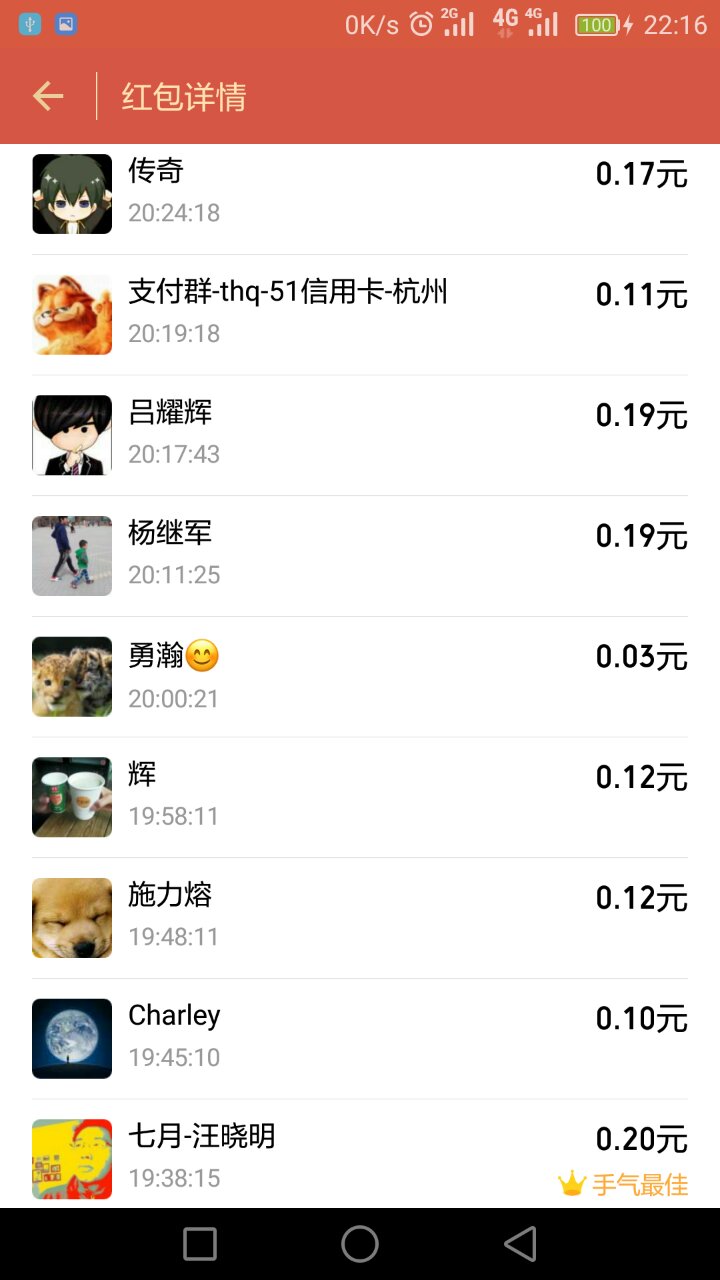 0K/s 2G 4G 4G 100 22:16
红包详情
传奇 0.17元
20:24:18
支付群-thq-51信用卡-杭州 0.11元
20:19:18
吕耀辉 0.19元
20:17:43
杨继军 0.19元
20:11:25
勇瀚😊 0.03元
20:00:21
辉 0.12元
19:58:11
施力熔 0.12元
19:48:11
Charley 0.10元
19:45:10
七月-汪晓明 0.20元
19:38:15 手气最佳